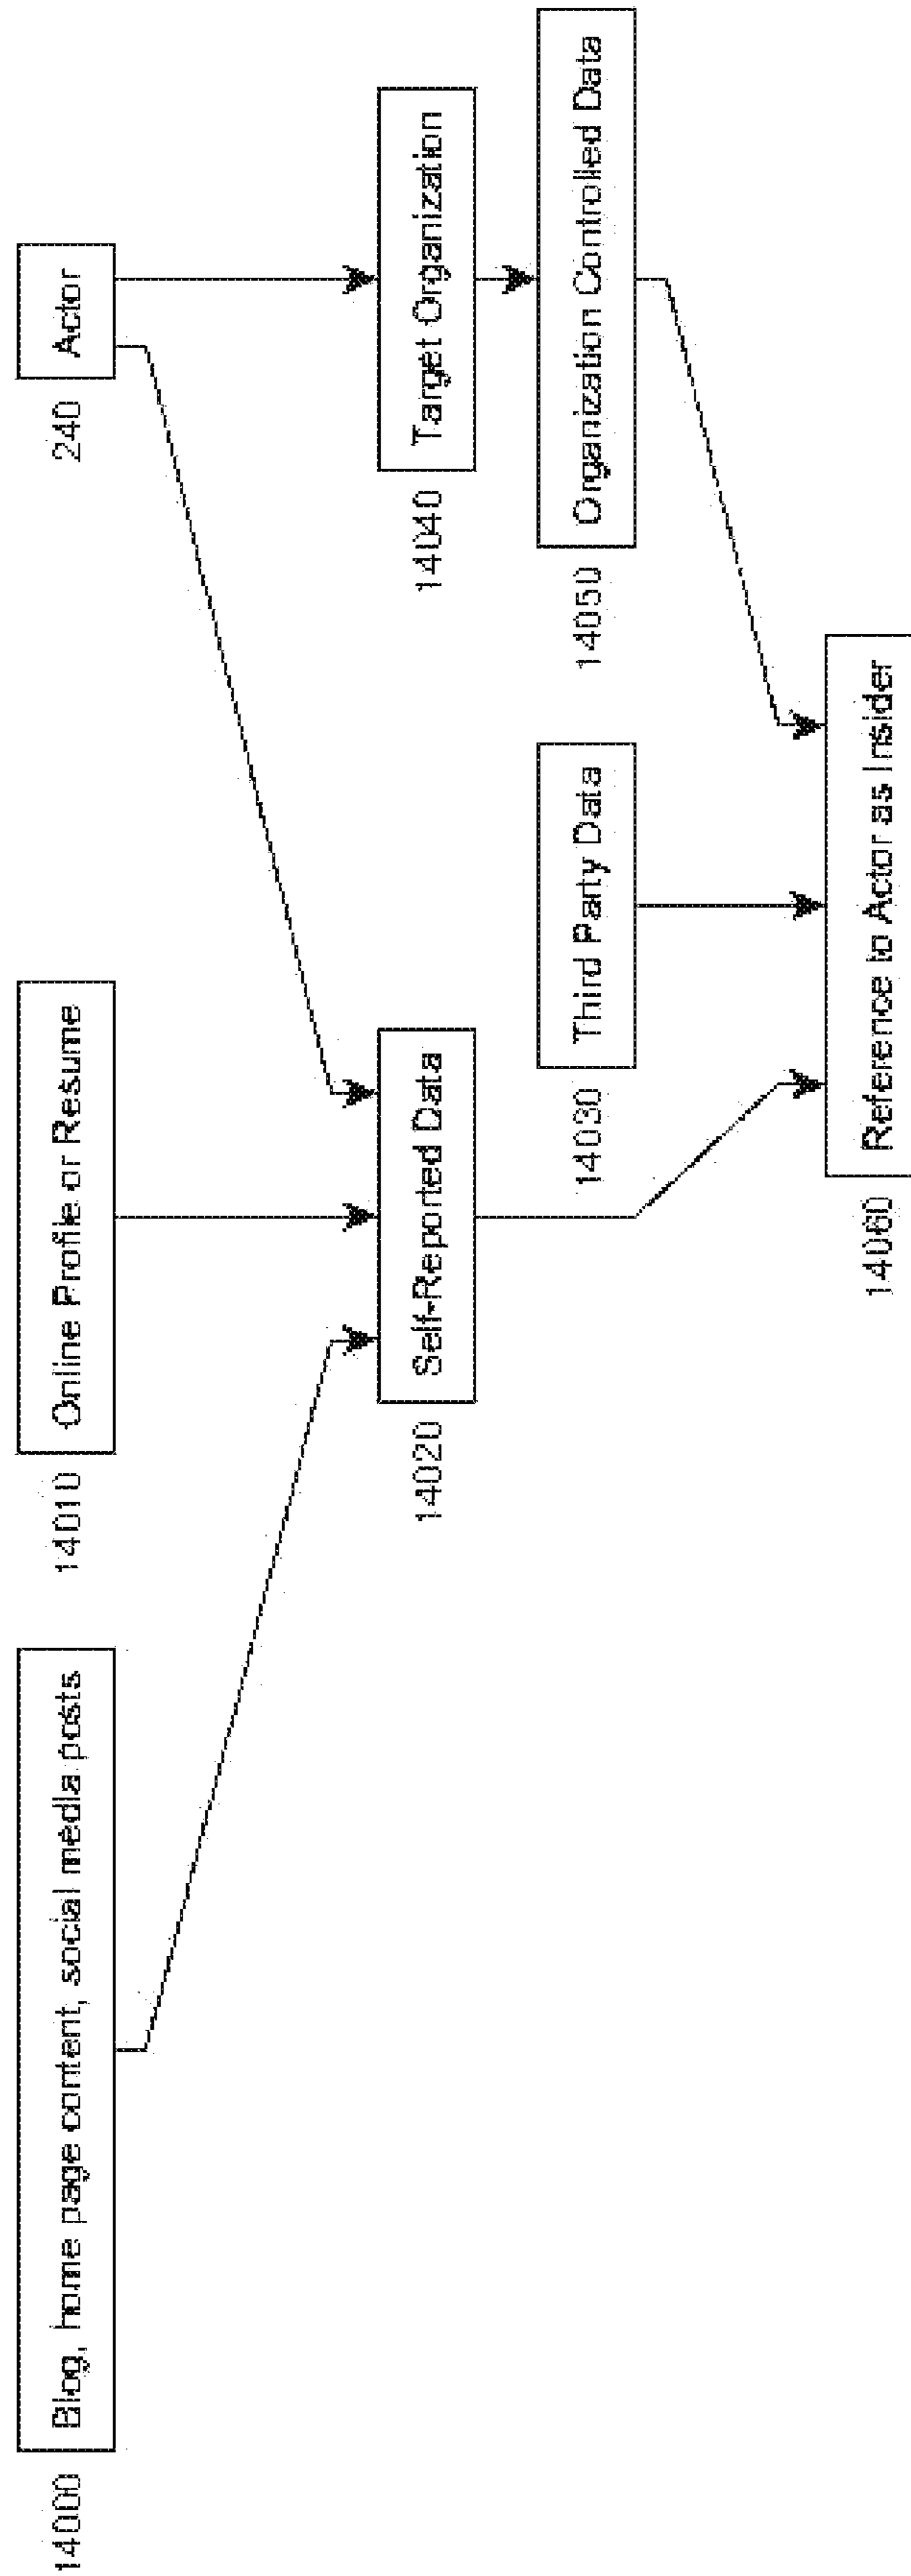 14000
Blog, home page content, social media posts
14010
Online Profile or Resume
240
Actor
14020
Self-Reported Data
14040
Target Organization
14030
Third Party Data
14050
Organization Controlled Data
14060
Reference to Actor as Insider